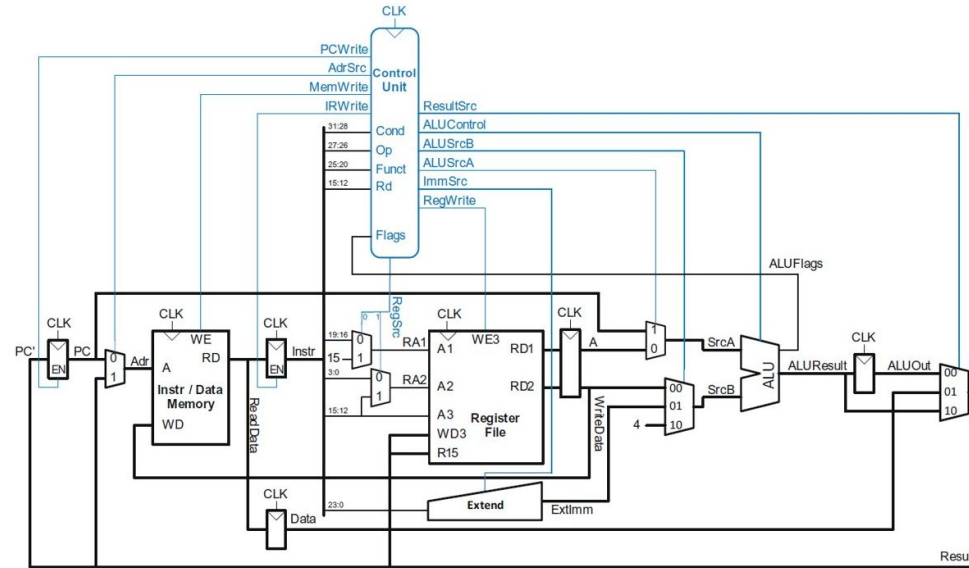 CLK
PCWrite
AdrSrc
MemWrite
IRWrite
Control
Unit
ResultSrc
ALUControl
ALUSrcB
ALUSrcA
ImmSrc
RegWrite
31:28
Cond
27:26
Op
25:20
Funct
15:12
Rd
Flags
ALUFlags
RegSrc
0 1
CLK
PC'
EN
PC
0
1
Adr
CLK
WE
RD
A
Instr / Data
Memory
WD
CLK
EN
Instr
ReadData
19:16
15
0
1
RA1
3:0
0
1
RA2
15:12
CLK
WE3
A1
RD1
A2
RD2
A3
Register
File
WD3
R15
CLK
A
WriteData
1
0
SrcA
00
01
10
4
SrcB
ALU
ALUResult
CLK
ALUOut
00
01
10
23:0
Extend
ExtImm
CLK
Data